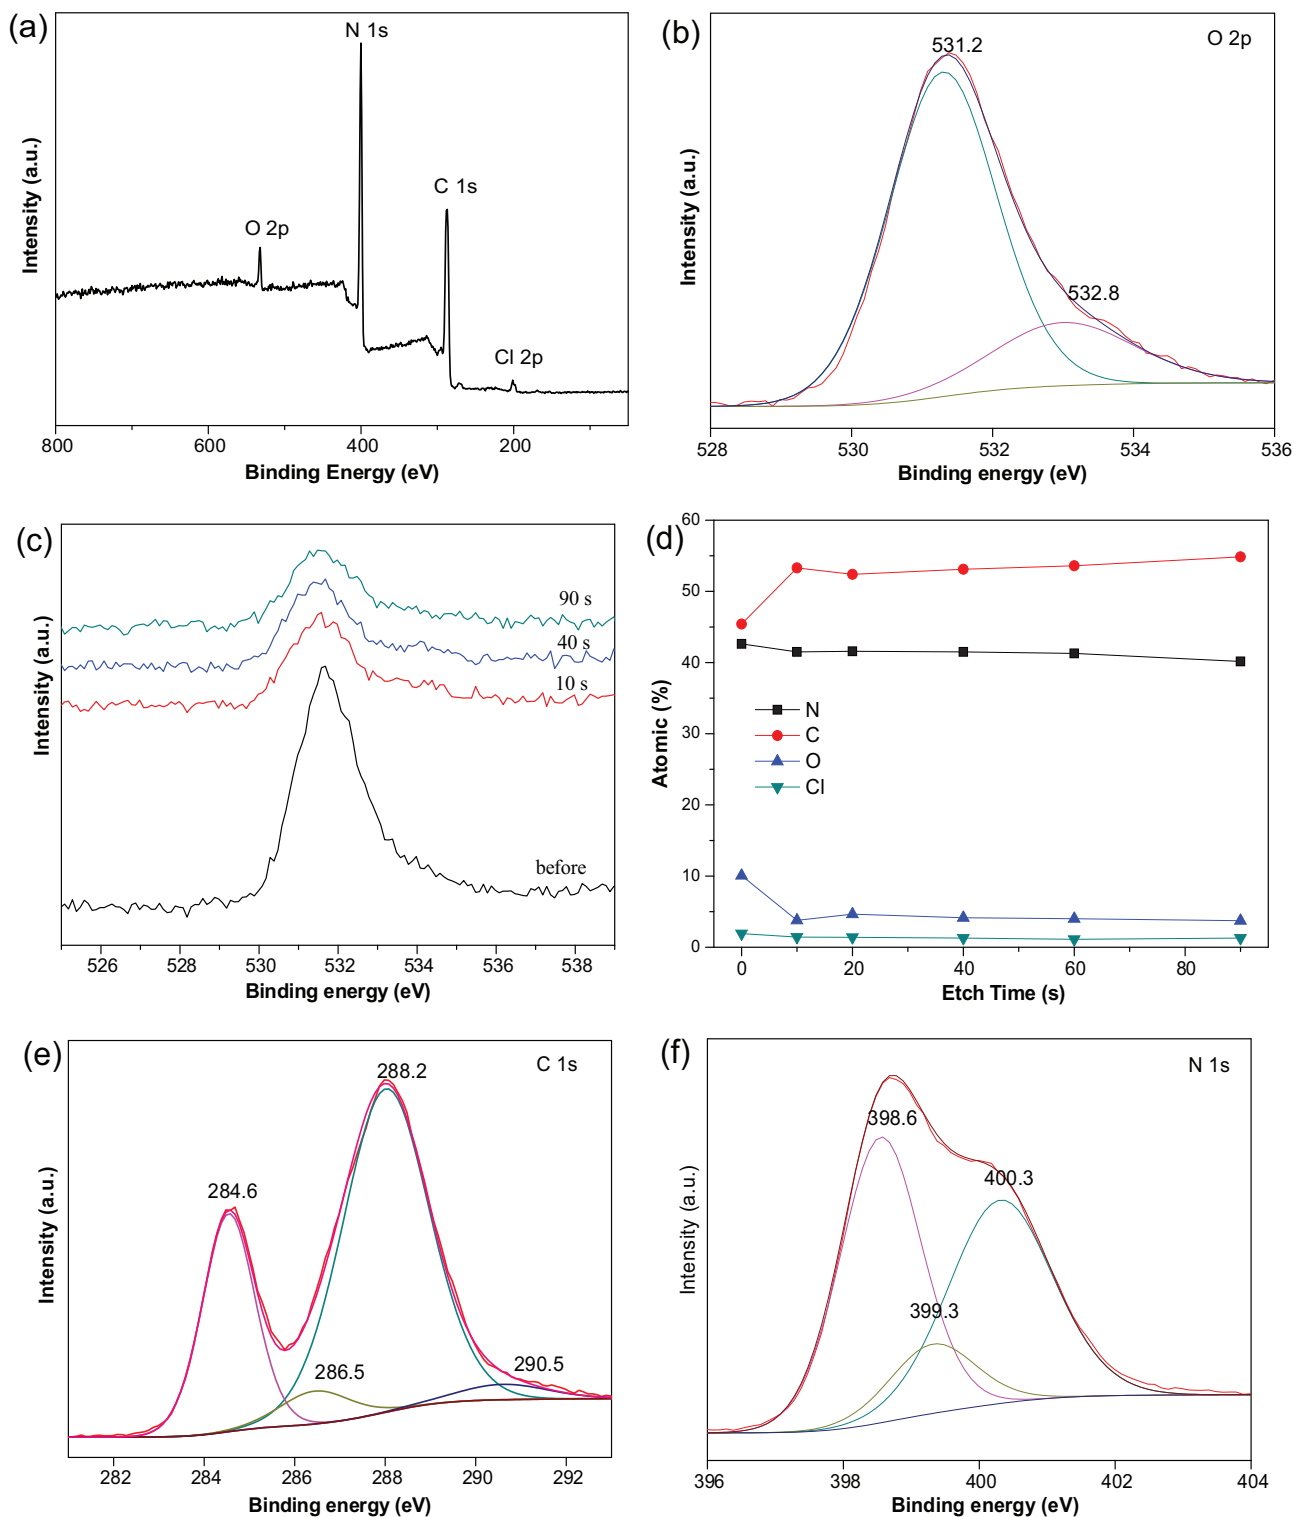 (a)
N 1s
C 1s
O 2p
Cl 2p
Intensity (a.u.)
800
600
400
200
Binding Energy (eV)
(b)
531.2
O 2p
532.8
Intensity (a.u.)
528
530
532
534
536
Binding energy (eV)
(c)
90 s
40 s
10 s
before
Intensity (a.u.)
526
528
530
532
534
536
538
Binding energy (eV)
(d)
60
50
40
30
20
10
0
Atomic (%)
N
C
O
Cl
0
20
40
60
80
Etch Time (s)
(e)
C 1s
288.2
284.6
286.5
290.5
Intensity (a.u.)
282
284
286
288
290
292
Binding energy (eV)
(f)
N 1s
398.6
400.3
399.3
Intensity (a.u.)
396
398
400
402
404
Binding energy (eV)